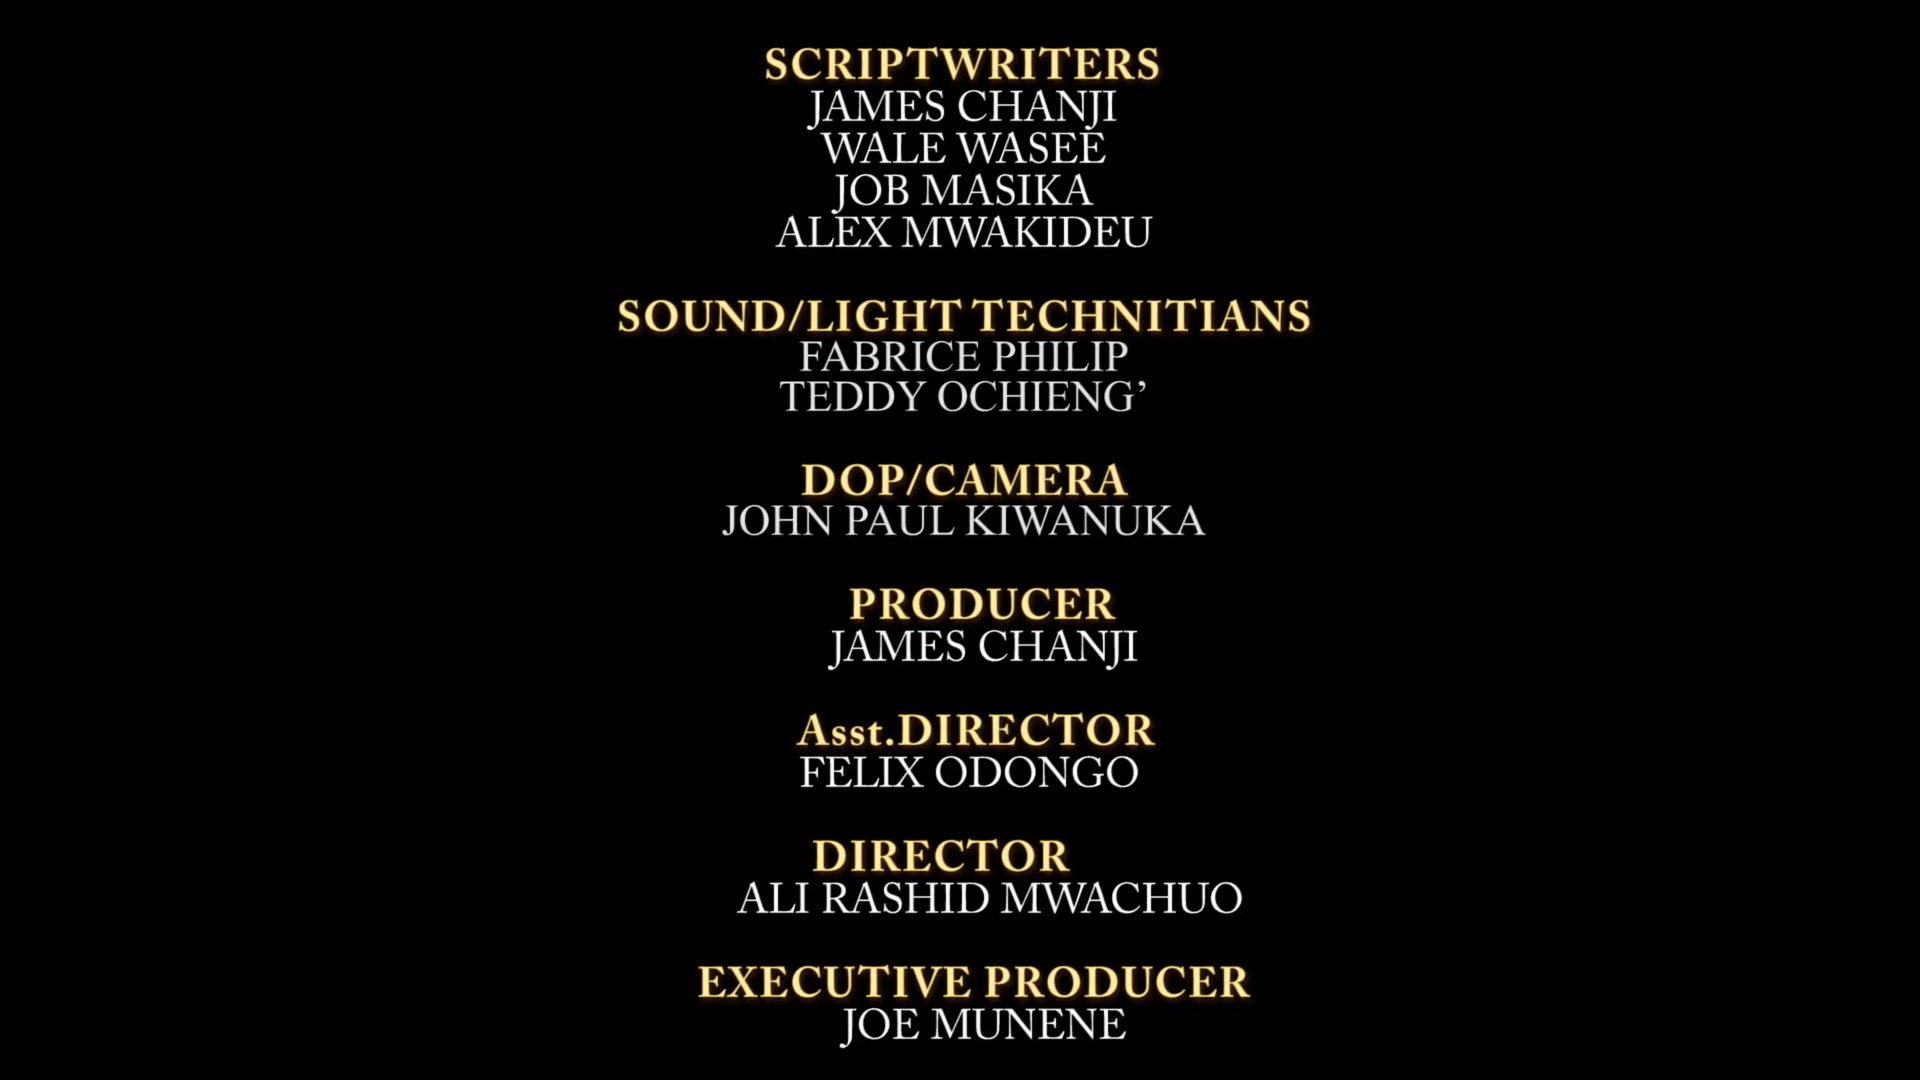 SCRIPTWRITERS
JAMES CHANJI
WALE WASEE
JOB MASIKA
ALEX MWAKIDEU
SOUND/LIGHT TECHNITIANS
FABRICE PHILIP
TEDDY OCHIENG’
DOP/CAMERA
JOHN PAUL KIWANUKA
PRODUCER
JAMES CHANJI
Asst.DIRECTOR
FELIX ODONGO
DIRECTOR
ALI RASHID MWACHUO
EXECUTIVE PRODUCER
JOE MUNENE